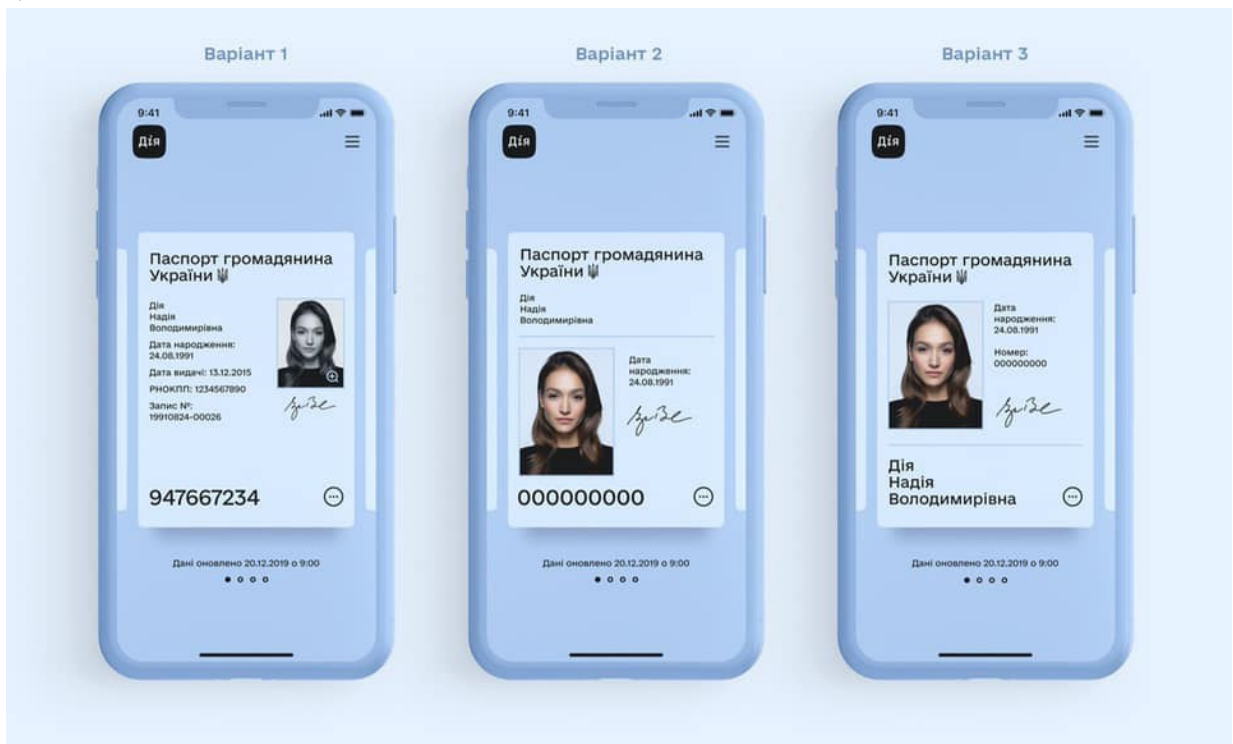 Варіант 1
9:41
Дія
Паспорт громадянина
України
Дія
Надія
Володимирівна
Дата народження:
24.08.1991
Дата видачі: 13.12.2015
РНОКПП: 1234567890
Запис №:
19910824-00026
947667234
Дані оновлено 20.12.2019 о 9:00
Варіант 2
9:41
Дія
Паспорт громадянина
України
Дія
Надія
Володимирівна
Дата
народження:
24.08.1991
000000000
Дані оновлено 20.12.2019 о 9:00
Варіант 3
9:41
Дія
Паспорт громадянина
України
Дата
народження:
24.08.1991
Номер:
000000000
Дія
Надія
Володимирівна
Дані оновлено 20.12.2019 о 9:00